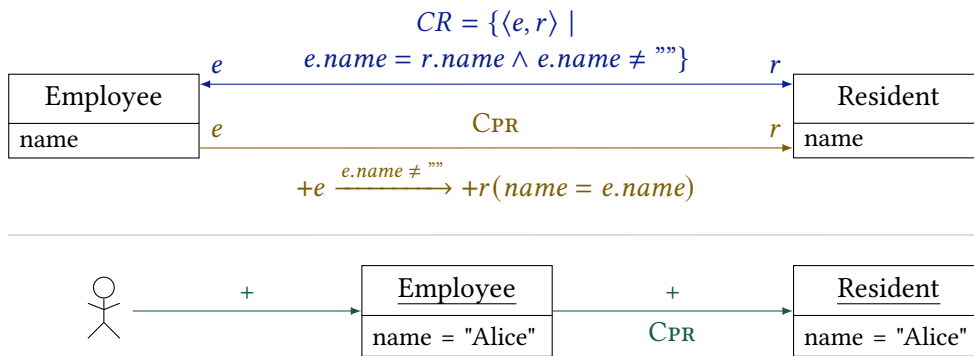 CR = {⟨e, r⟩ |
e.name = r.name ∧ e.name ≠ ””}
e r
Employee Resident
name name
e CPR r
+e e.name ≠ ”” +r(name = e.name)
+ Employee + Resident
name = "Alice" CPR name = "Alice"